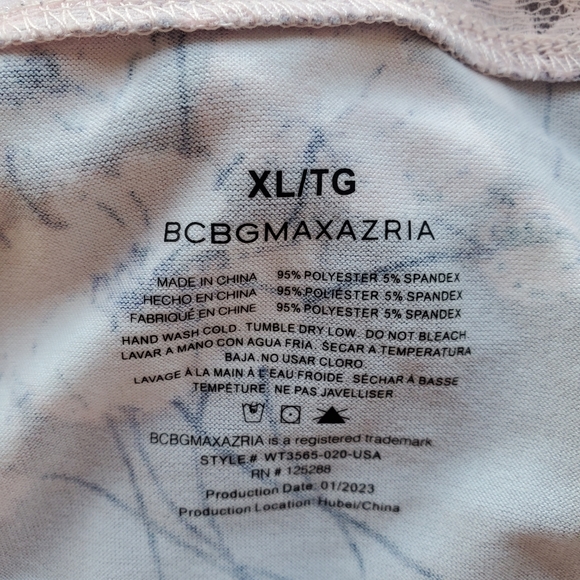 XL/TG
BCBGMAXAZRIA
MADE IN CHINA 95% POLYESTER 5% SPANDEX
HECHO EN CHINA 95% POLIÉSTER 5% SPANDEX
FABRIQUÉ EN CHINE 95% POLYESTER 5% SPANDEX
HAND WASH COLD. TUMBLE DRY LOW. DO NOT BLEACH
LAVAR A MANO CON AGUA FRIA. SECAR A TEMPERATURA
BAJA. NO USAR CLORO.
LAVAGE À LA MAIN À L'EAU FROIDE SÉCHAR À BASSE
TEMPÉTURE NE PAS JAVELLISER
BCBGMAXAZRIA is a registered trademark
STYLE# WT3565-020-USA
RN # 125288
Production Date: 01/2023
Production Location: Hubei/China